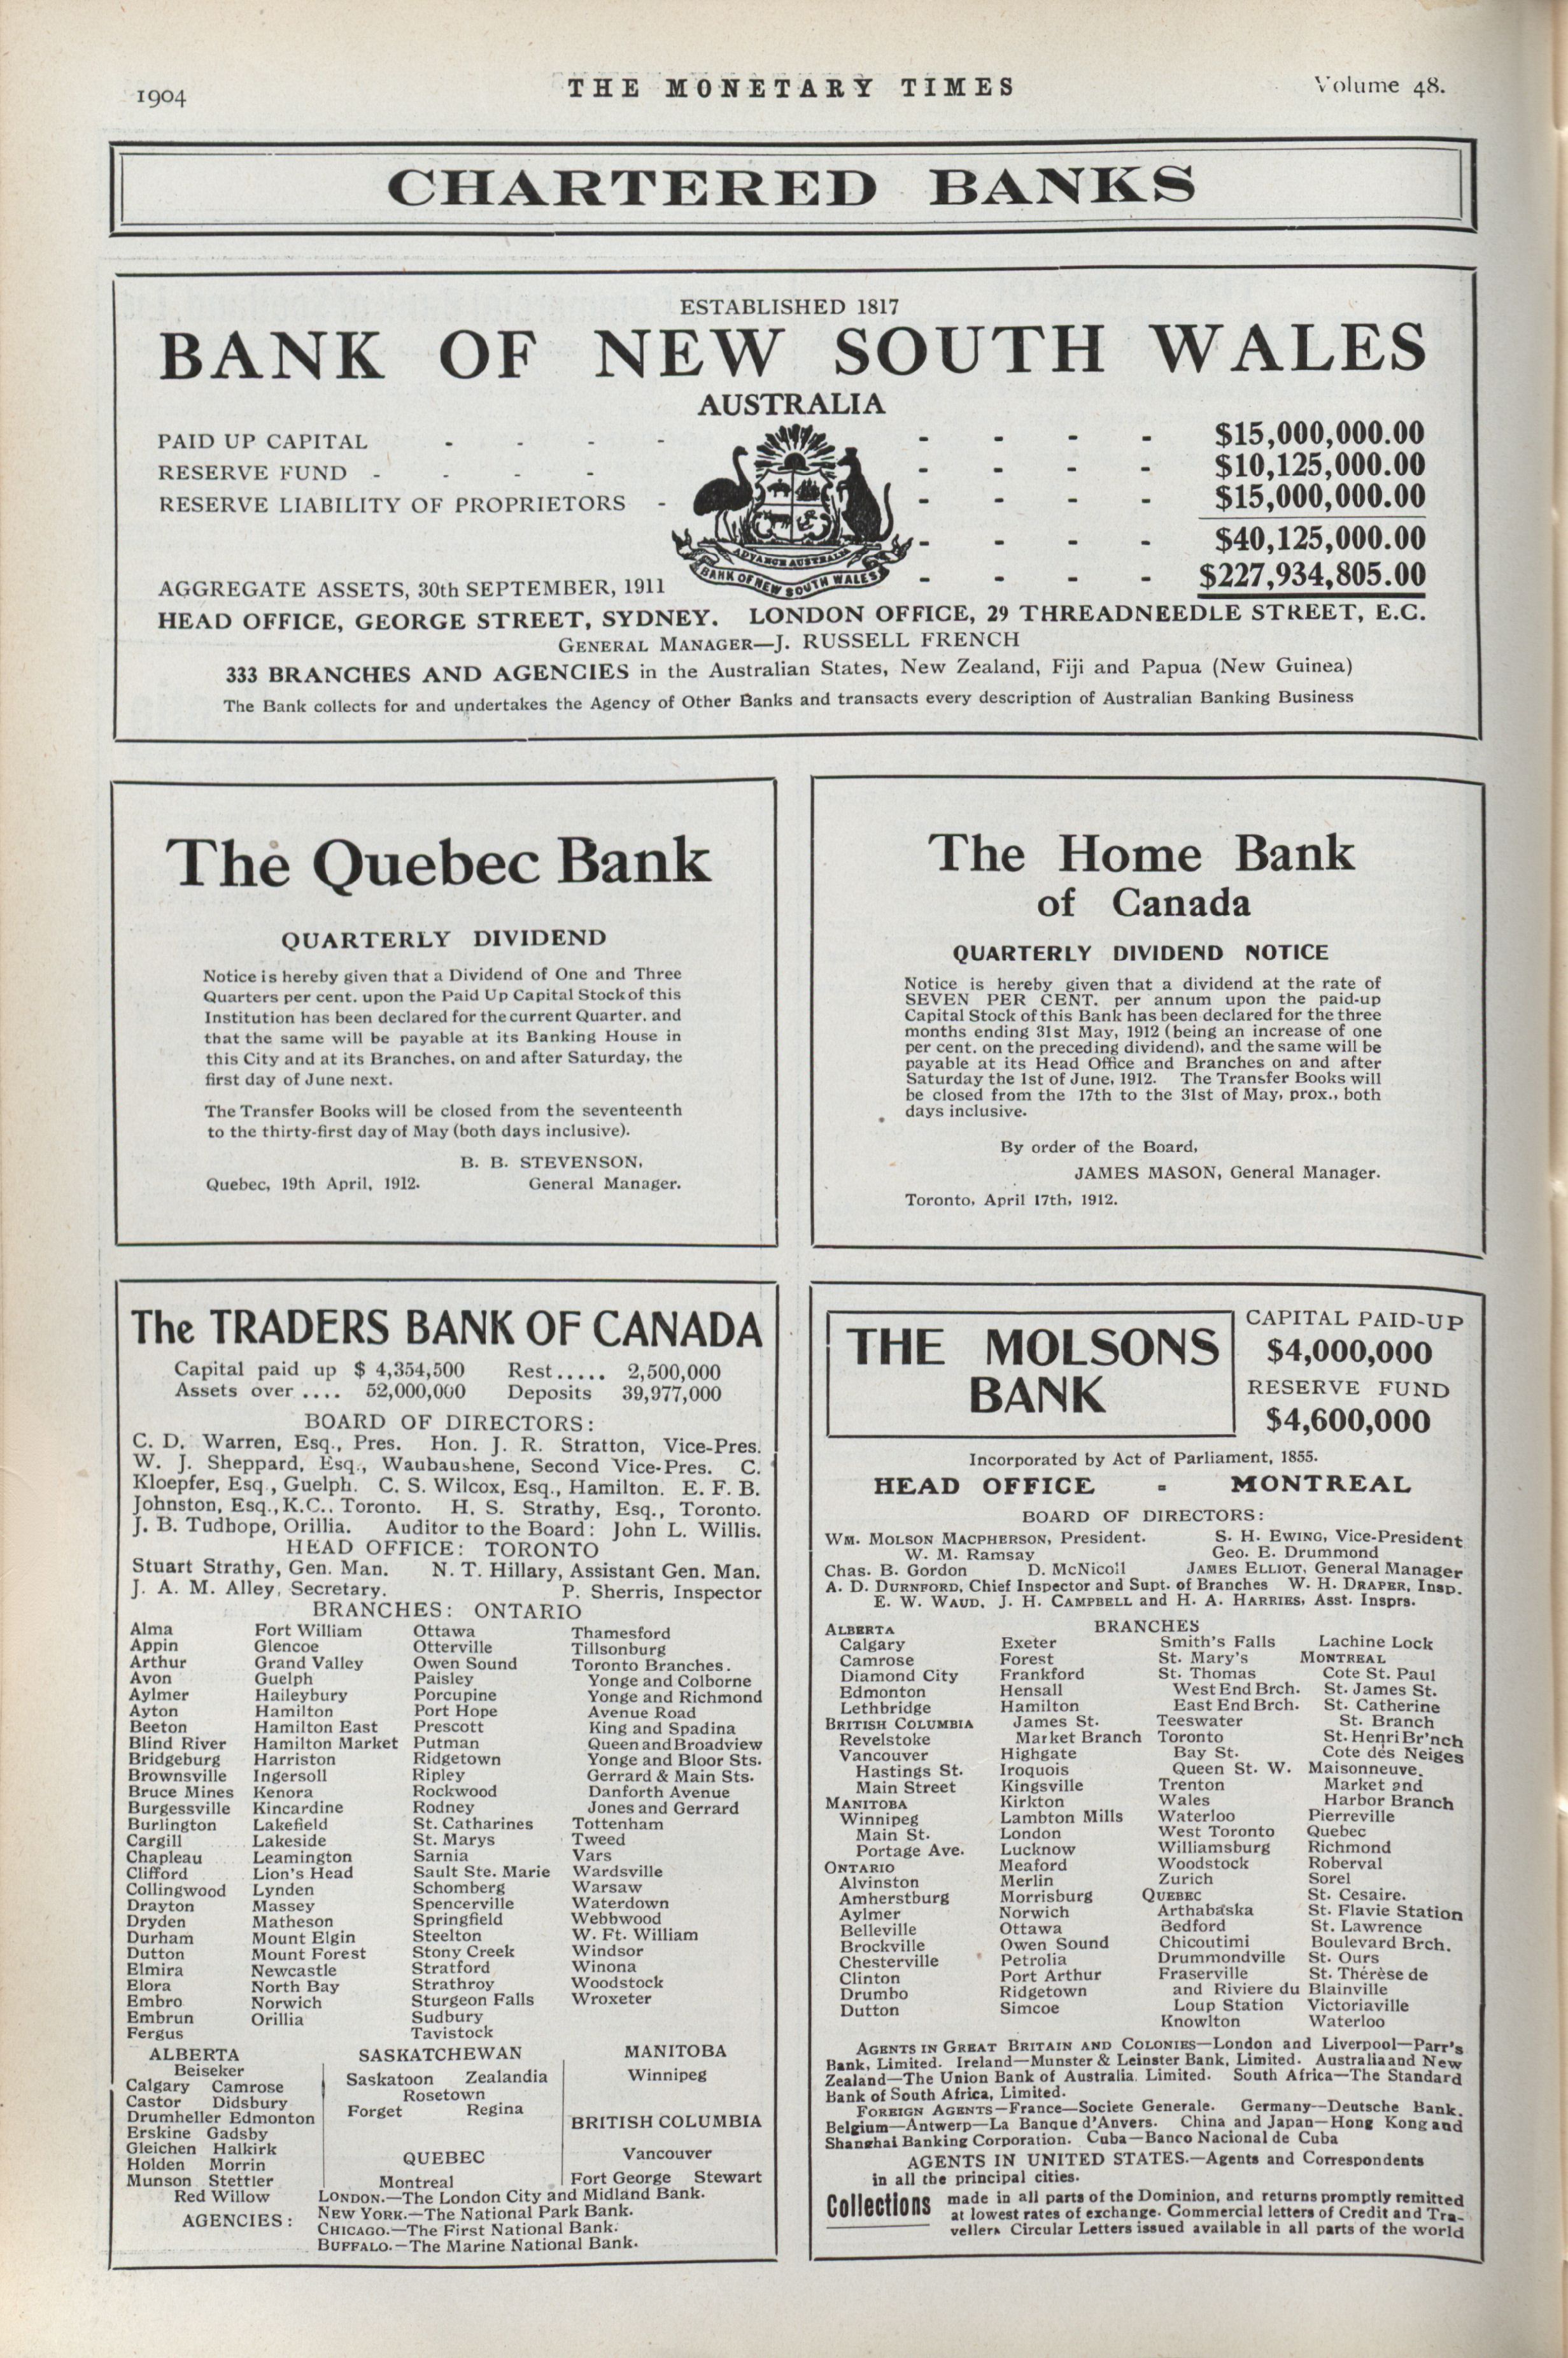 1904
THE MONETARY TIMES
Volume 48.
CHARTERED BANKS
ESTABLISHED 1817
BANK OF NEW SOUTH WALES
AUSTRALIA
PAID UP CAPITAL - - - - - - - - $15,000,000.00
RESERVE FUND - - - - - - - - $10,125,000.00
RESERVE LIABILITY OF PROPRIETORS - - - - - $15,000,000.00
- - - - $40,125,000.00
AGGREGATE ASSETS, 30th SEPTEMBER, 1911 - - - - $227,934,805.00
ADVANCE AUSTRALIA
BANK OF NEW SOUTH WALES
HEAD OFFICE, GEORGE STREET, SYDNEY. LONDON OFFICE, 29 THREADNEEDLE STREET, E.C.
GENERAL MANAGER—J. RUSSELL FRENCH
333 BRANCHES AND AGENCIES in the Australian States, New Zealand, Fiji and Papua (New Guinea)
The Bank collects for and undertakes the Agency of Other Banks and transacts every description of Australian Banking Business
The Quebec Bank
QUARTERLY DIVIDEND
Notice is hereby given that a Dividend of One and Three
Quarters per cent. upon the Paid Up Capital Stock of this
Institution has been declared for the current Quarter, and
that the same will be payable at its Banking House in
this City and at its Branches, on and after Saturday, the
first day of June next.
The Transfer Books will be closed from the seventeenth
to the thirty-first day of May (both days inclusive).
B. B. STEVENSON,
Quebec, 19th April, 1912. General Manager.
The Home Bank
of Canada
QUARTERLY DIVIDEND NOTICE
Notice is hereby given that a dividend at the rate of
SEVEN PER CENT. per annum upon the paid-up
Capital Stock of this Bank has been declared for the three
months ending 31st May, 1912 (being an increase of one
per cent. on the preceding dividend), and the same will be
payable at its Head Office and Branches on and after
Saturday the 1st of June, 1912. The Transfer Books will
be closed from the 17th to the 31st of May, prox., both
days inclusive.
By order of the Board,
JAMES MASON, General Manager.
Toronto, April 17th, 1912.
The TRADERS BANK OF CANADA
Capital paid up $ 4,354,500 Rest..... 2,500,000
Assets over .... 52,000,000 Deposits 39,977,000
BOARD OF DIRECTORS:
C. D. Warren, Esq., Pres. Hon. J. R. Stratton, Vice-Pres.
W. J. Sheppard, Esq., Waubaushene, Second Vice-Pres. C.
Kloepfer, Esq., Guelph. C. S. Wilcox, Esq., Hamilton. E. F. B.
Johnston, Esq., K.C., Toronto. H. S. Strathy, Esq., Toronto.
J. B. Tudhope, Orillia. Auditor to the Board: John L. Willis.
HEAD OFFICE: TORONTO
Stuart Strathy, Gen. Man. N. T. Hillary, Assistant Gen. Man.
J. A. M. Alley, Secretary. P. Sherris, Inspector
BRANCHES: ONTARIO
Alma
Appin
Arthur
Avon
Aylmer
Ayton
Beeton
Blind River
Bridgeburg
Brownsville
Bruce Mines
Burgessville
Burlington
Cargill
Chapleau
Clifford
Collingwood
Drayton
Dryden
Durham
Dutton
Elmira
Elora
Embro
Embrun
Fergus
Fort William
Glencoe
Grand Valley
Guelph
Haileybury
Hamilton
Hamilton East
Hamilton Market
Harriston
Ingersoll
Kenora
Kincardine
Lakefield
Lakeside
Leamington
Lion's Head
Lynden
Massey
Matheson
Mount Elgin
Mount Forest
Newcastle
North Bay
Norwich
Orillia
Ottawa
Otterville
Owen Sound
Paisley
Porcupine
Port Hope
Prescott
Putman
Ridgetown
Ripley
Rockwood
Rodney
St. Catharines
St. Marys
Sarnia
Sault Ste. Marie
Schomberg
Spencerville
Springfield
Steelton
Stony Creek
Stratford
Strathroy
Sturgeon Falls
Sudbury
Tavistock
Thamesford
Tillsonburg
Toronto Branches.
Yonge and Colborne
Yonge and Richmond
Avenue Road
King and Spadina
Queen and Broadview
Yonge and Bloor Sts.
Gerrard & Main Sts.
Danforth Avenue
Jones and Gerrard
Tottenham
Tweed
Vars
Wardsville
Warsaw
Waterdown
Webbwood
W. Ft. William
Windsor
Winona
Woodstock
Wroxeter
ALBERTA
Beiseker
Calgary Camrose
Castor Didsbury
Drumheller Edmonton
Erskine Gadsby
Gleichen Halkirk
Holden Morrin
Munson Stettler
Red Willow
SASKATCHEWAN
Saskatoon Zealandia
Rosetown
Forget Regina
QUEBEC
Montreal
MANITOBA
Winnipeg
BRITISH COLUMBIA
Vancouver
Fort George Stewart
AGENCIES:
LONDON.—The London City and Midland Bank.
NEW YORK.—The National Park Bank.
CHICAGO.—The First National Bank.
BUFFALO.—The Marine National Bank.
THE MOLSONS
BANK
CAPITAL PAID-UP
$4,000,000
RESERVE FUND
$4,600,000
Incorporated by Act of Parliament, 1855.
HEAD OFFICE - MONTREAL
BOARD OF DIRECTORS:
WM. MOLSON MACPHERSON, President. S. H. EWING, Vice-President
W. M. Ramsay Geo. E. Drummond
Chas. B. Gordon D. McNicoll JAMES ELLIOT, General Manager
A. D. DURNFORD, Chief Inspector and Supt. of Branches W. H. DRAPER, Insp.
E. W. WAUD, J. H. CAMPBELL and H. A. HARRIES, Asst. Insprs.
BRANCHES
ALBERTA
Calgary
Camrose
Diamond City
Edmonton
Lethbridge
BRITISH COLUMBIA
Revelstoke
Vancouver
Hastings St.
Main Street
MANITOBA
Winnipeg
Main St.
Portage Ave.
ONTARIO
Alvinston
Amherstburg
Aylmer
Belleville
Brockville
Chesterville
Clinton
Drumbo
Dutton
Exeter
Forest
Frankford
Hensall
Hamilton
James St.
Market Branch
Highgate
Iroquois
Kingsville
Kirkton
Lambton Mills
London
Lucknow
Meaford
Merlin
Morrisburg
Norwich
Ottawa
Owen Sound
Petrolia
Port Arthur
Ridgetown
Simcoe
Smith's Falls
St. Mary's
St. Thomas
West End Brch.
East End Brch.
Teeswater
Toronto
Bay St.
Queen St. W.
Trenton
Wales
Waterloo
West Toronto
Williamsburg
Woodstock
Zurich
QUEBEC
Arthabaska
Bedford
Chicoutimi
Drummondville
Fraserville
and Riviere du
Loup Station
Knowlton
Lachine Lock
MONTREAL
Cote St. Paul
St. James St.
St. Catherine
St. Branch
St. Henri Br'nch
Cote des Neiges
Maisonneuve.
Market and
Harbor Branch
Pierreville
Quebec
Richmond
Roberval
Sorel
St. Cesaire.
St. Flavie Station
St. Lawrence
Boulevard Brch.
St. Ours
St. Thérèse de
Blainville
Victoriaville
Waterloo
AGENTS IN GREAT BRITAIN AND COLONIES—London and Liverpool—Parr's
Bank, Limited. Ireland—Munster & Leinster Bank, Limited. Australia and New
Zealand—The Union Bank of Australia, Limited. South Africa—The Standard
Bank of South Africa, Limited.
FOREIGN AGENTS—France—Societe Generale. Germany—Deutsche Bank.
Belgium—Antwerp—La Banque d'Anvers. China and Japan—Hong Kong and
Shanghai Banking Corporation. Cuba—Banco Nacional de Cuba
AGENTS IN UNITED STATES.—Agents and Correspondents
in all the principal cities.
Collections made in all parts of the Dominion, and returns promptly remitted
at lowest rates of exchange. Commercial letters of Credit and Tra-
vellers Circular Letters issued available in all parts of the world